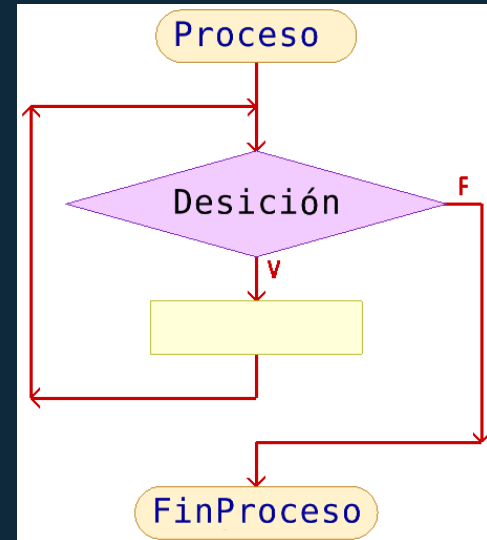 Proceso
Desición
F
V
FinProceso